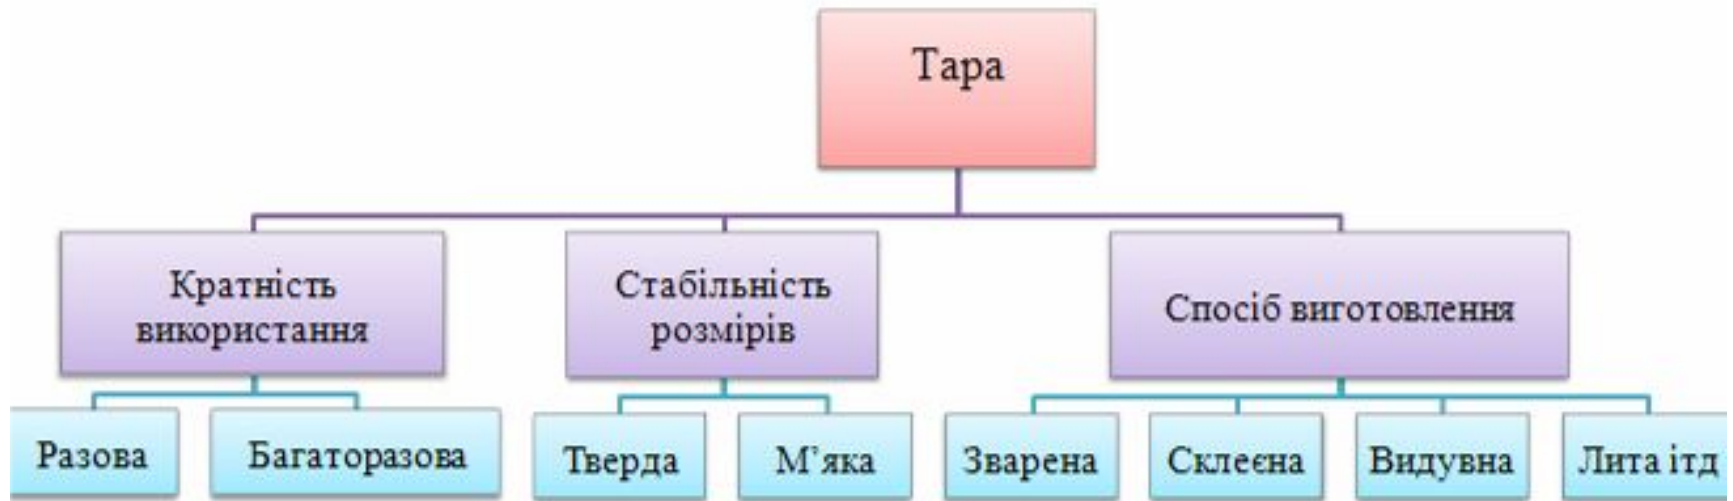 Тара
Кратність
використання
Стабільність
розмірів
Спосіб виготовлення
Разова
Багаторазова
Тверда
М’яка
Зварена
Склеєна
Видувна
Лита ітд